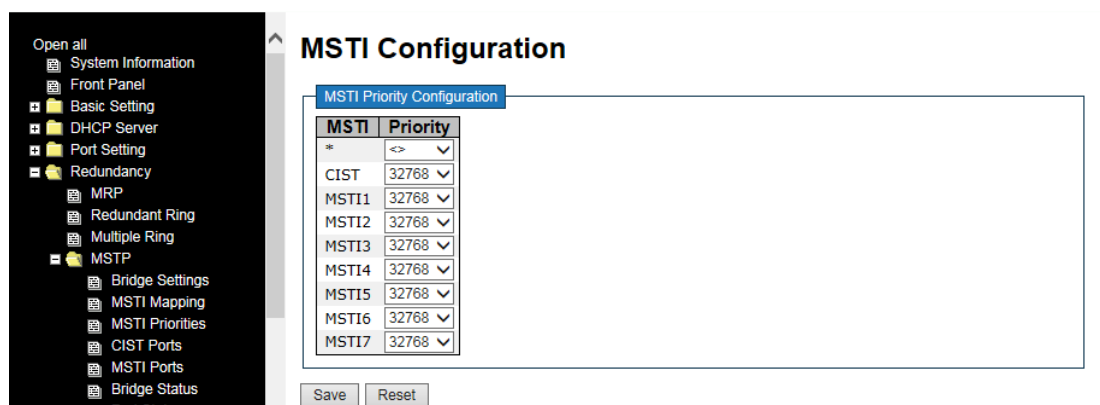 Open all
System Information
Front Panel
Basic Setting
DHCP Server
Port Setting
Redundancy
MRP
Redundant Ring
Multiple Ring
MSTP
Bridge Settings
MSTI Mapping
MSTI Priorities
CIST Ports
MSTI Ports
Bridge Status
MSTI Configuration
MSTI Priority Configuration
MSTI Priority
* <>
CIST 32768
MSTI1 32768
MSTI2 32768
MSTI3 32768
MSTI4 32768
MSTI5 32768
MSTI6 32768
MSTI7 32768
Save Reset